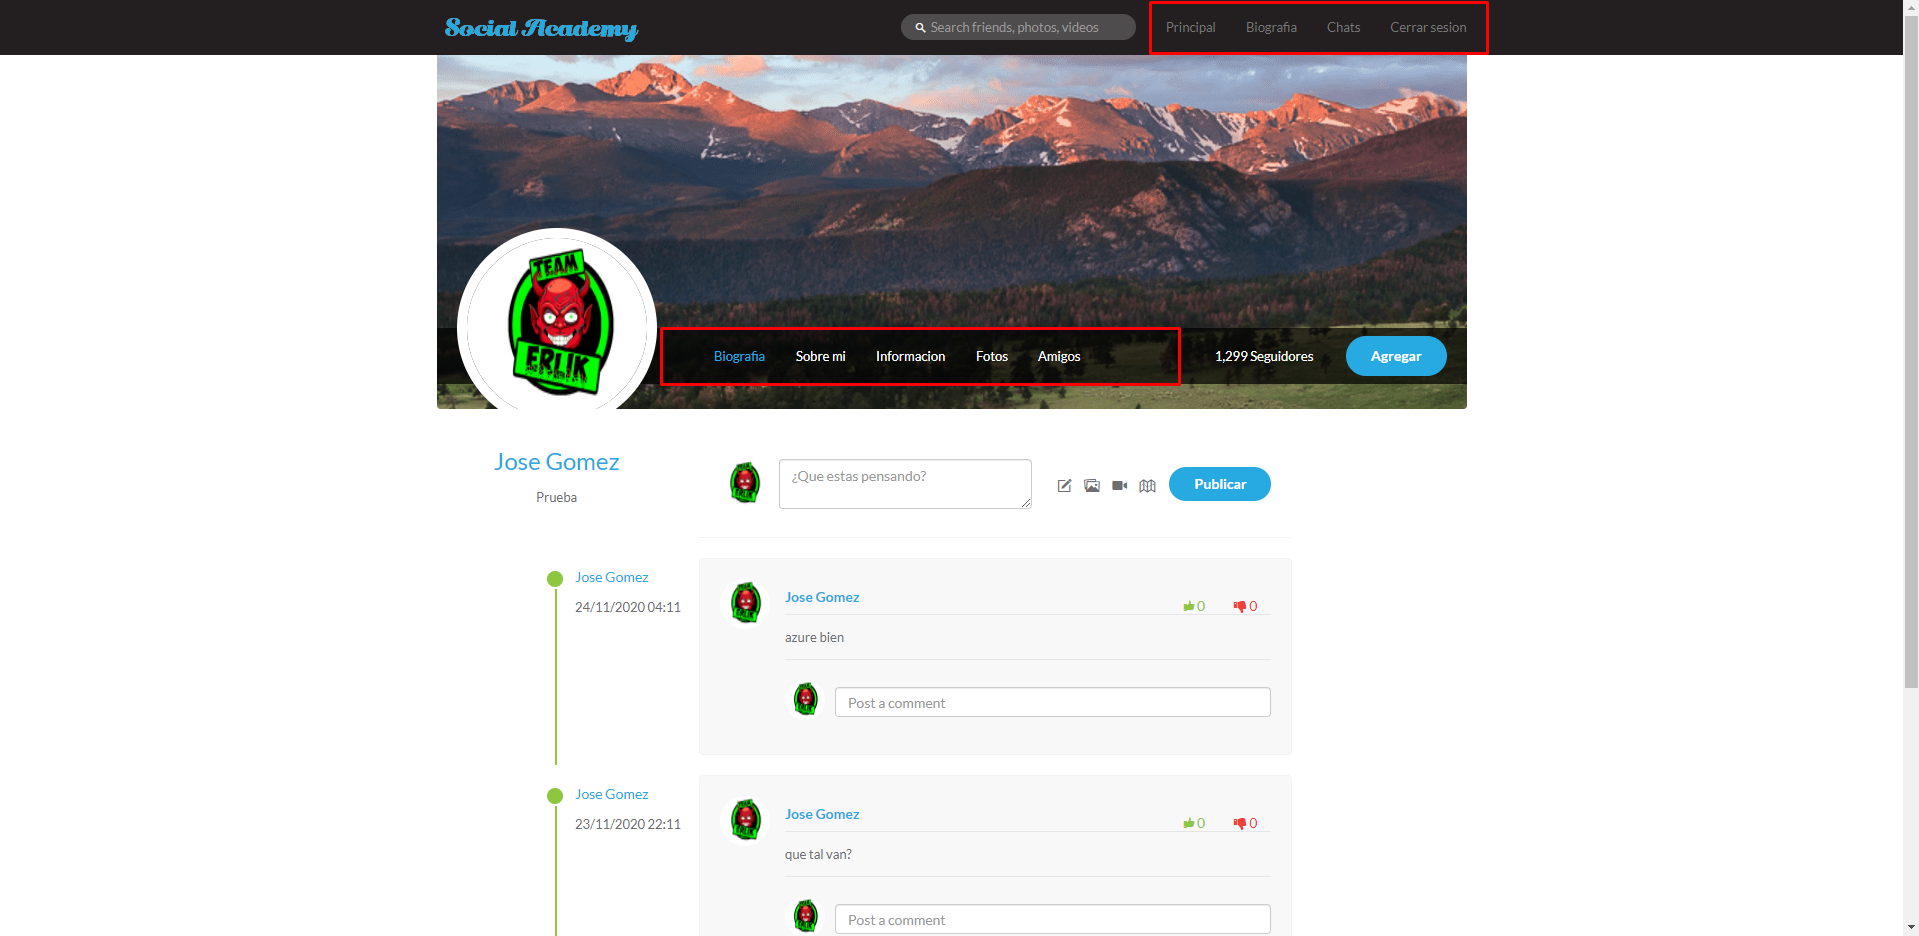 Social Academy
Search friends, photos, videos
Principal Biografia Chats Cerrar sesion
TEAM
ERLIK
Biografia Sobre mi Informacion Fotos Amigos
1,299 Seguidores
Agregar
Jose Gomez
Prueba
¿Que estas pensando?
Publicar
Jose Gomez
24/11/2020 04:11
Jose Gomez
0 0
azure bien
Post a comment
Jose Gomez
23/11/2020 22:11
Jose Gomez
0 0
que tal van?
Post a comment